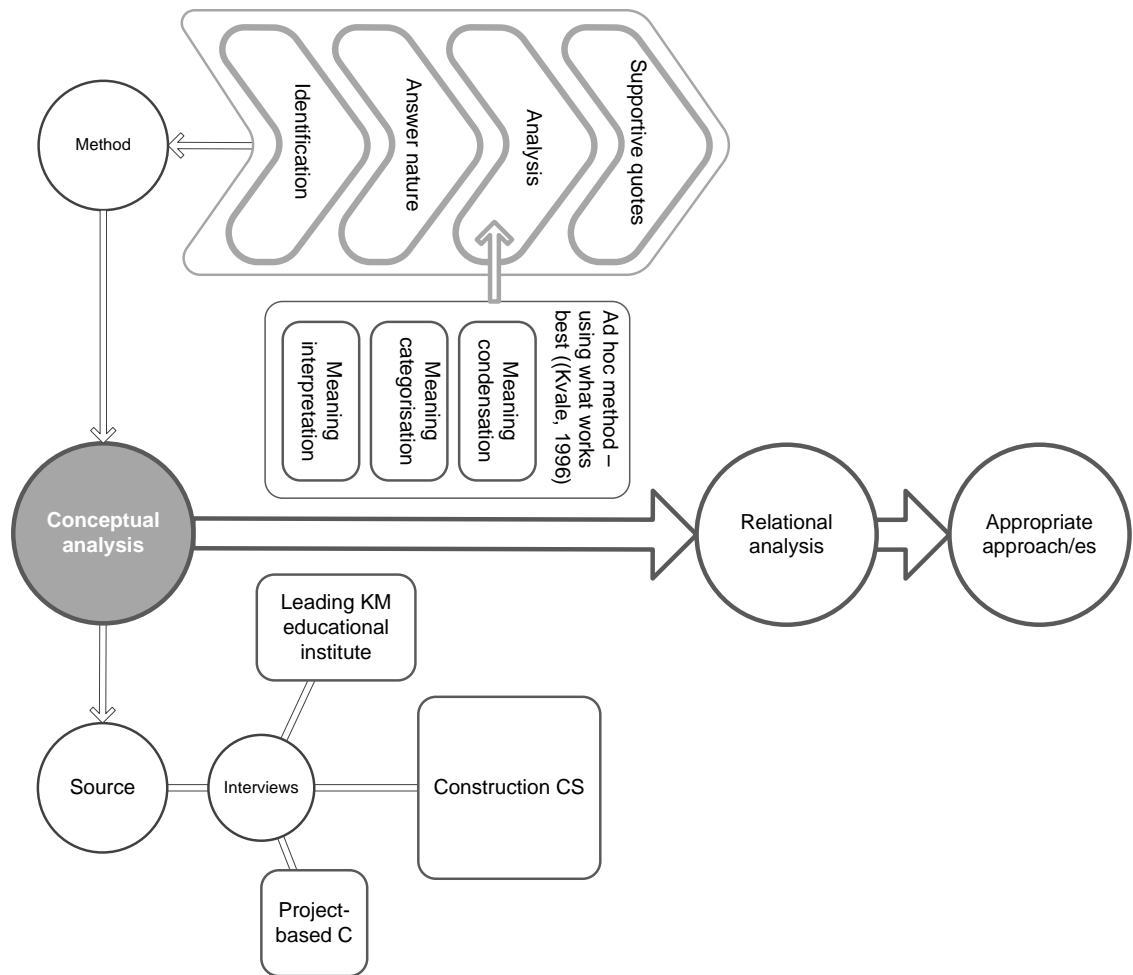 Identification
Answer nature
Analysis
Supportive quotes
Method
Ad hoc method –
using what works
best ((Kvale, 1996)
Meaning
condensation
Meaning
categorisation
Meaning
interpretation
Conceptual
analysis
Relational
analysis
Appropriate
approach/es
Leading KM
educational
institute
Source
Interviews
Construction CS
Project-
based C